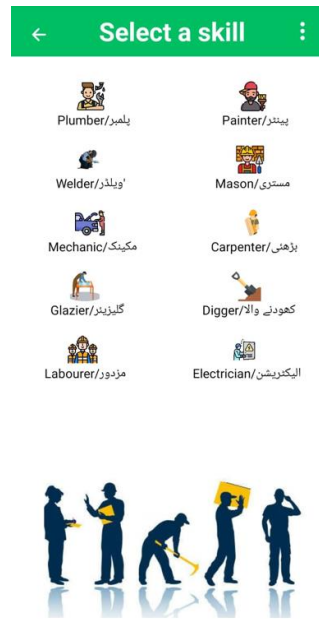 Select a skill
Plumber/پلمبر
Painter/پینٹر
Welder/ویلڈر'
Mason/مستری
Mechanic/مکینک
Carpenter/بڑھئی
Glazier/گلیزیئر
Digger/کھودنے والا
Labourer/مزدور
Electrician/الیکٹریشن